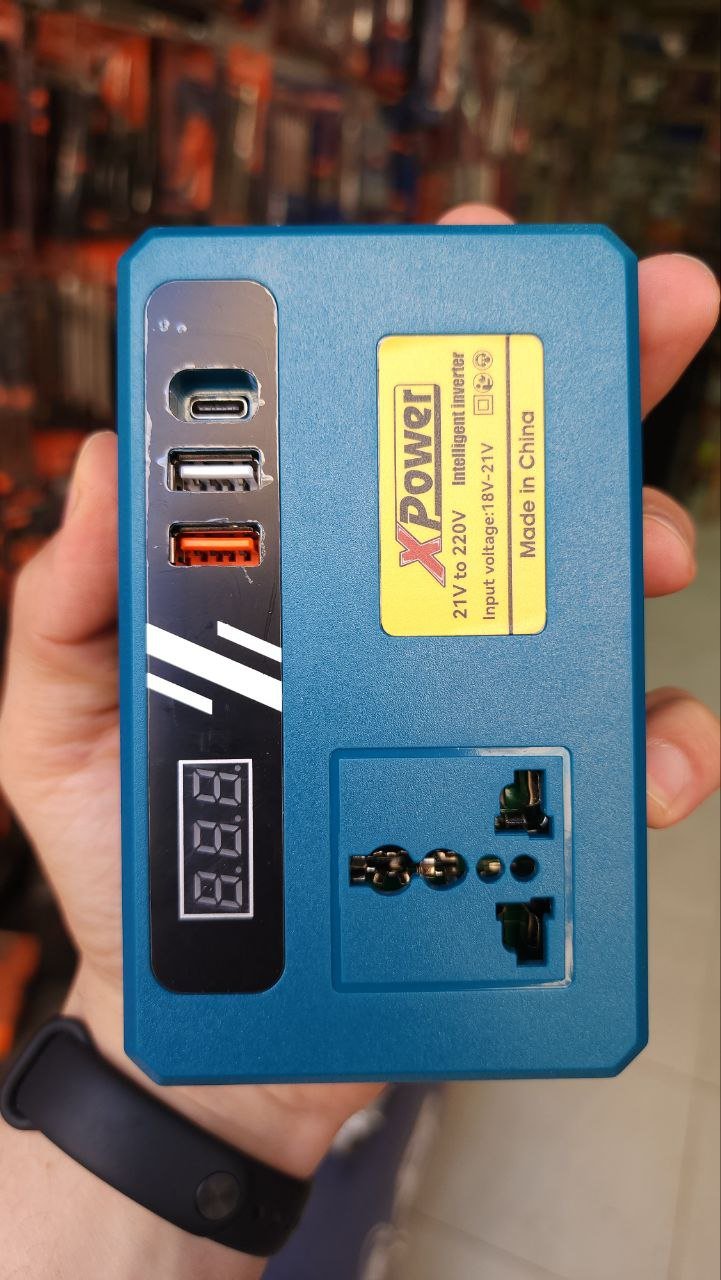 XPower
21V to 220V Intelligent inverter
Input voltage:18V-21V
Made in China